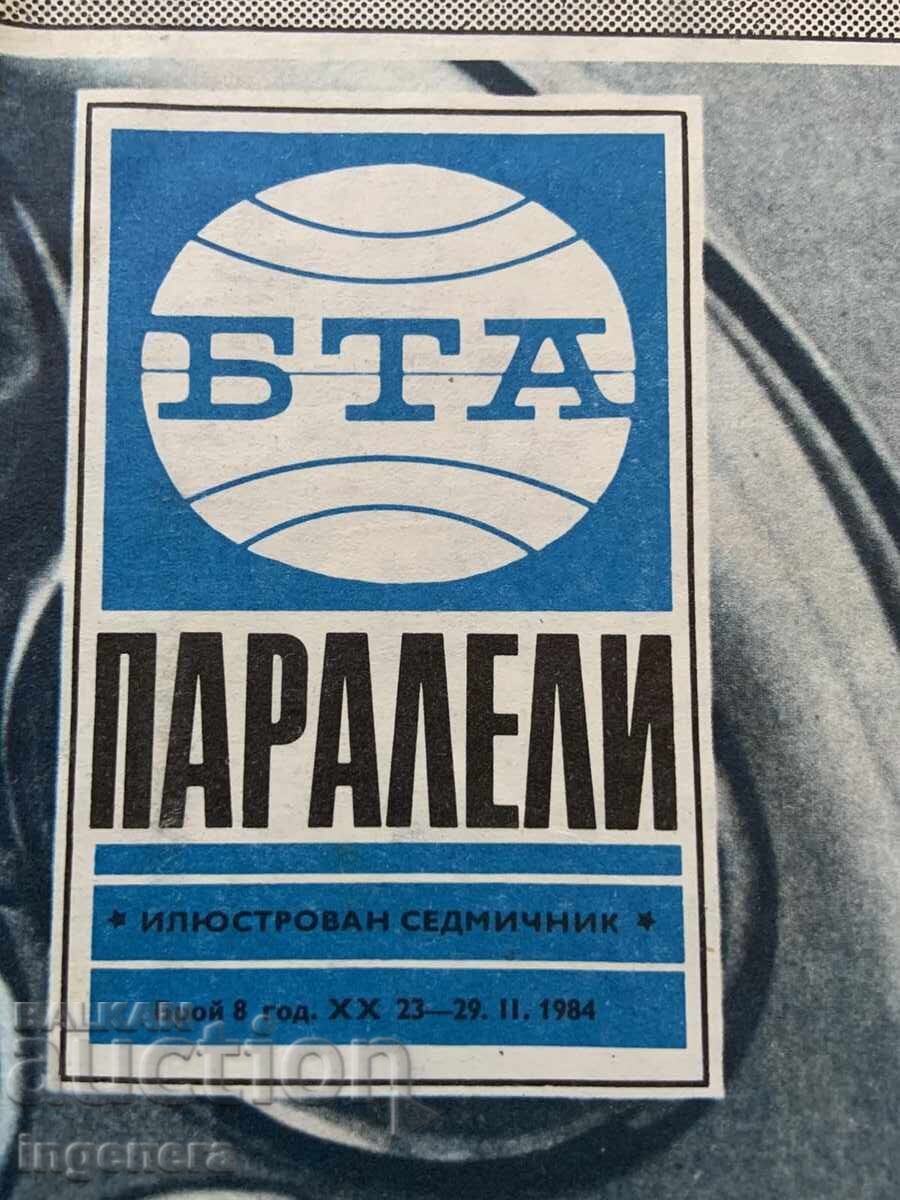 БТА
ПАРАЛЕЛИ
★ ИЛЮСТРОВАН СЕДМИЧНИК ★
Брой 8 год. XX 23—29. II. 1984
BALKAN
auction
ingenera